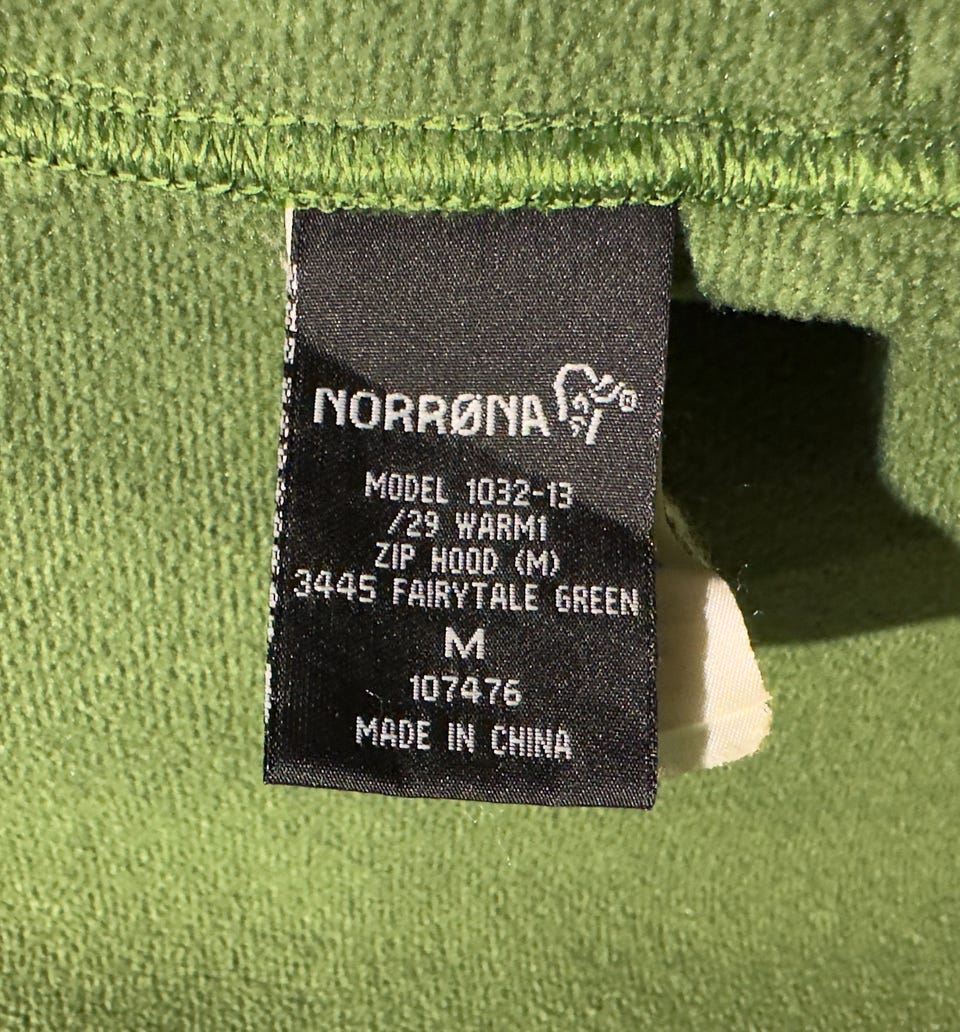 NORRØNA
MODEL 1032-13
/29 WARM1
ZIP HOOD (M)
3445 FAIRYTALE GREEN
M
107476
MADE IN CHINA